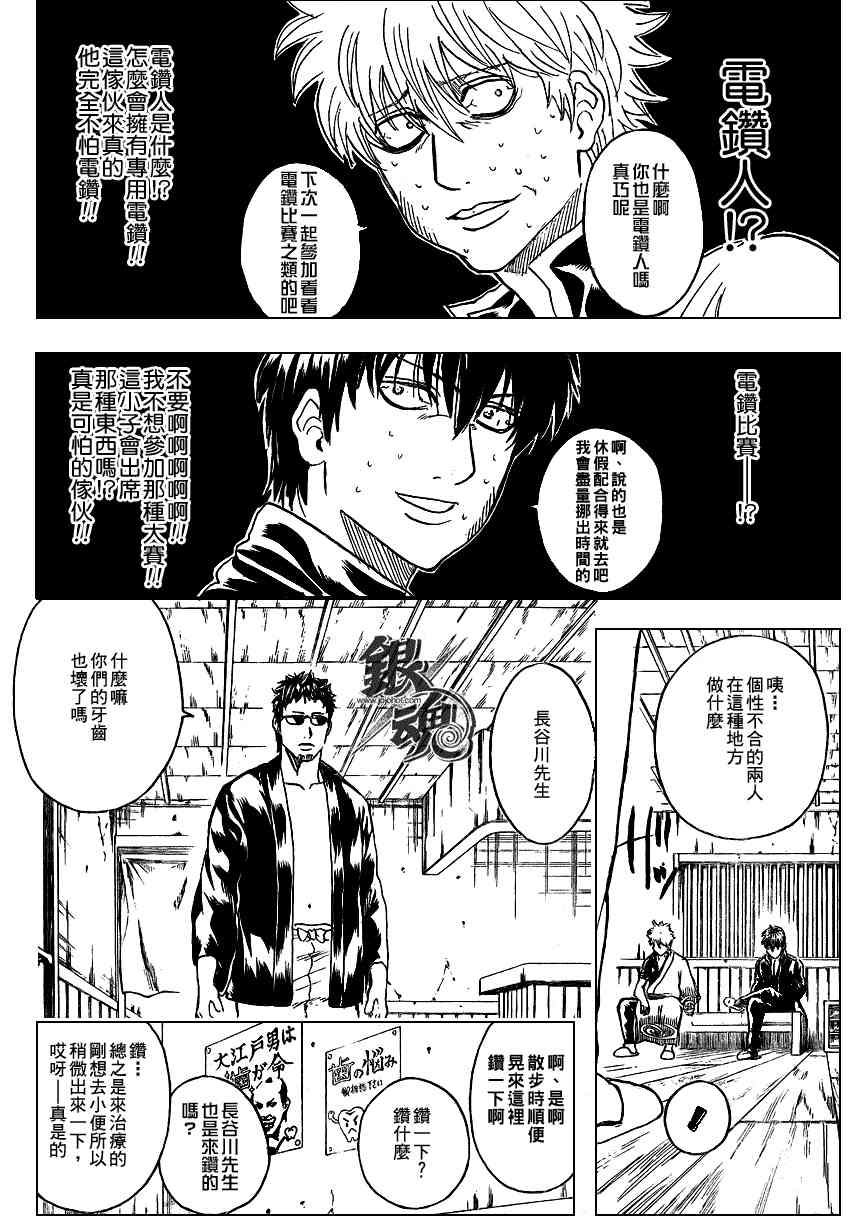 電鑽人!?
什麼啊
你也是電鑽人嗎
真巧呢
下次一起參加看看
電鑽比賽之類的吧
電鑽人是什麼!?
怎麼會擁有專用電鑽!!
這傢伙來真的
他完全不怕電鑽!!
電鑽比賽——!?
啊、說的也是
休假配合得來就去吧
我會盡量挪出時間的
不要啊啊啊啊啊!!
我不想參加那種大賽!!
這小子會出席
那種東西嗎!?
真是可怕的傢伙!!
咦…
個性不合的兩人
在這種地方
做什麼
長谷川先生
銀魂
www.jojohot.com
什麼嘛
你們的牙齒
也壞了嗎
啊、是啊
散步時順便
晃來這裡
鑽一下啊
歯の悩み
鑽一下?
鑽什麼
大江戸男は
歯が命
長谷川先生
也是來鑽的
嗎?
鑽…
總之是來治療的
剛想去小便所以
稍微出來一下,
哎呀—真是的